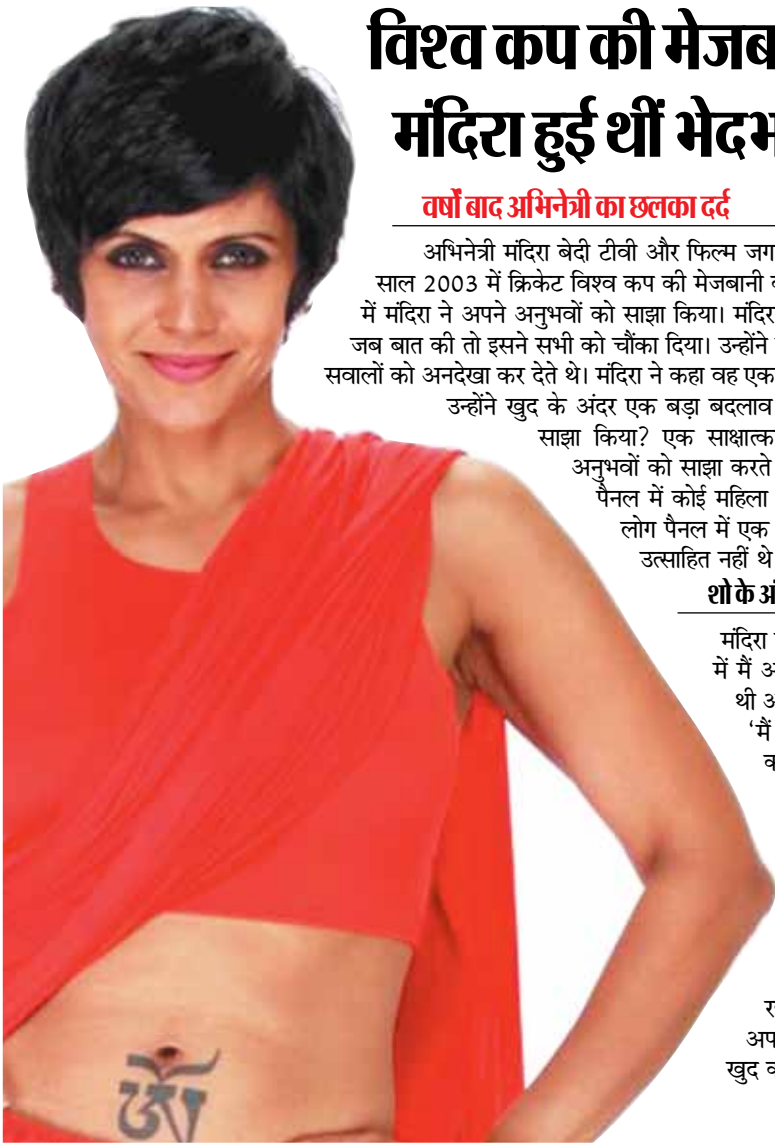 विश्व कप की मेजब
मंदिरा हुई थीं भेदभ
वर्षों बाद अभिनेत्री का छलका दर्द
अभिनेत्री मंदिरा बेदी टीवी और फिल्म जग
साल 2003 में क्रिकेट विश्व कप की मेजबानी
में मंदिरा ने अपने अनुभवों को साझा किया। मंदिर
जब बात की तो इसने सभी को चौंका दिया। उन्होंने
सवालों को अनदेखा कर देते थे। मंदिरा ने कहा वह एक
उन्होंने खुद के अंदर एक बड़ा बदलाव
साझा किया? एक साक्षात्क
अनुभवों को साझा करते
पैनल में कोई महिला
लोग पैनल में एक
उत्साहित नहीं थे
शो के अं
मंदिरा
में मैं अ
थी अ
‘मैं
अप
खुद
ॐ